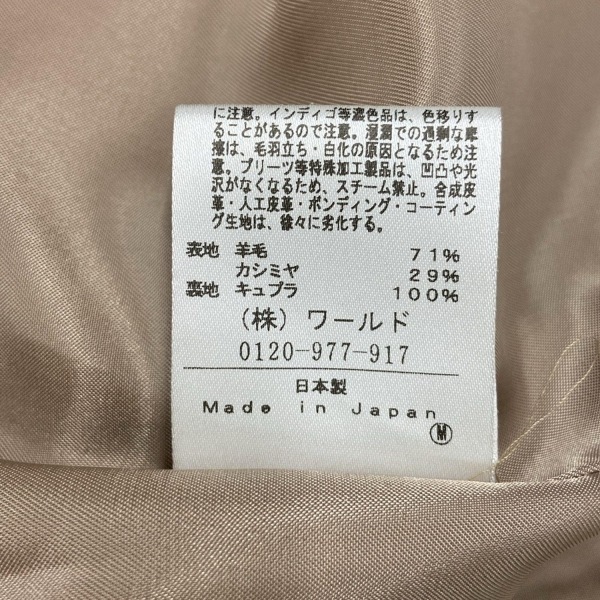 に注意。インディゴ等濃色品は、色移りす
ることがあるので注意。湿潤での過剰な摩
擦は、毛羽立ち・白化の原因となるため注
意。プリーツ等特殊加工製品は、凹凸や光
沢がなくなるため、スチーム禁止。合成皮
革・人工皮革・ボンディング・コーティン
グ生地は、徐々に劣化する。
表地 羊毛 71%
カシミヤ 29%
裏地 キュプラ 100%
(株)ワールド
0120-977-917
日本製
Made in Japan
M